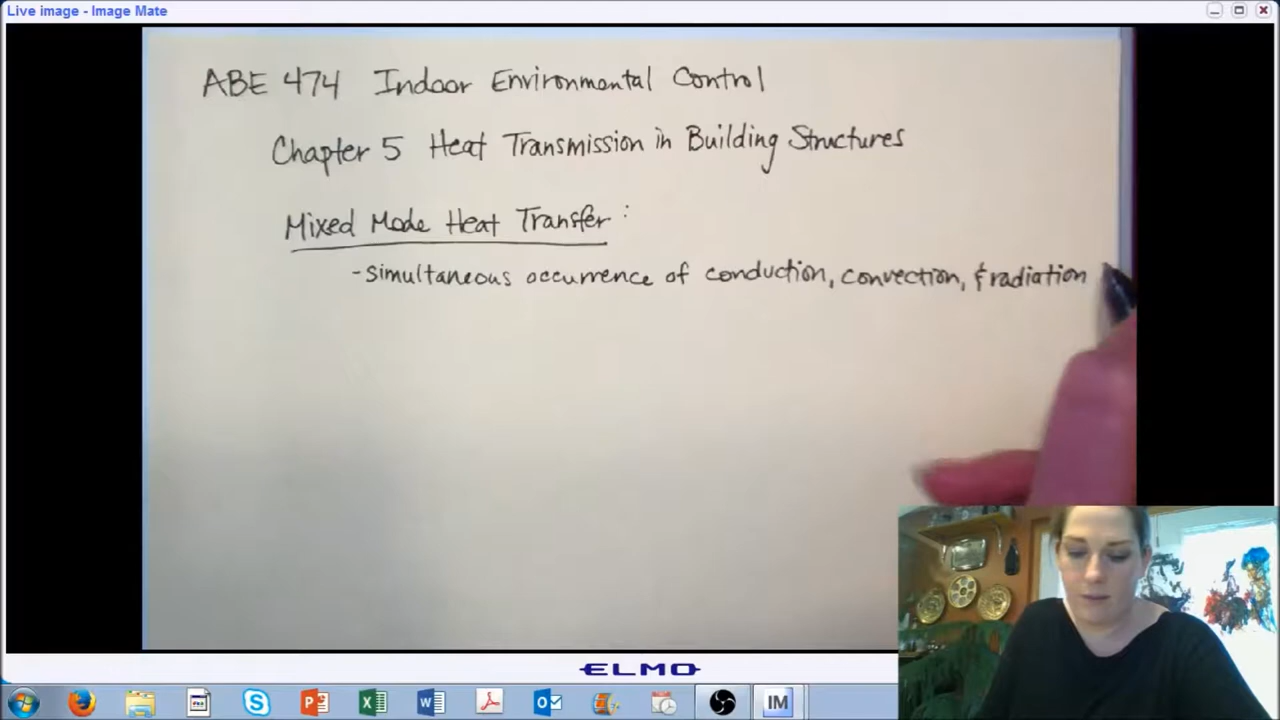 Live image - Image Mate
ABE 474 Indoor Environmental Control
Chapter 5 Heat Transmission in Building Structures
Mixed Mode Heat Transfer:
-simultaneous occurrence of conduction, convection, & radiation
ELMO
IM